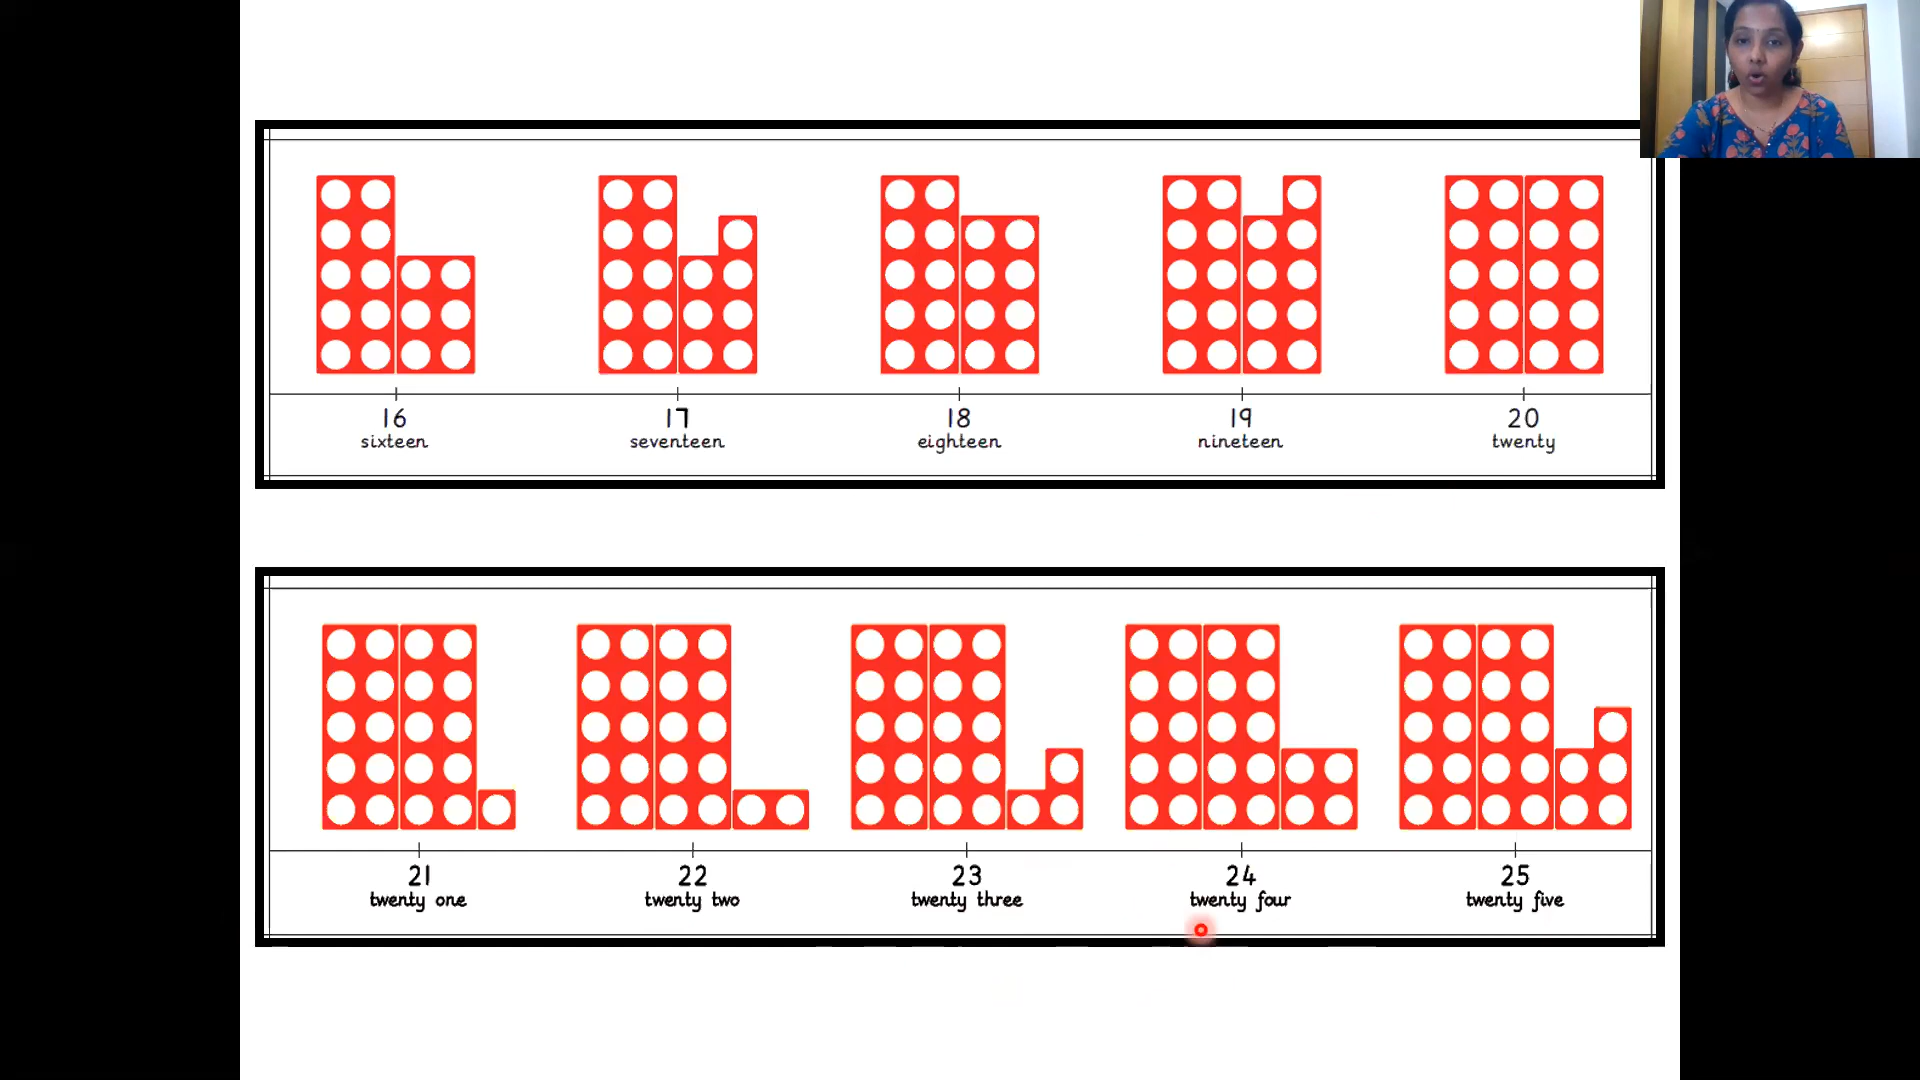 16 17 18 19 20
sixteen seventeen eighteen nineteen twenty
21 22 23 24 25
twenty one twenty two twenty three twenty four twenty five